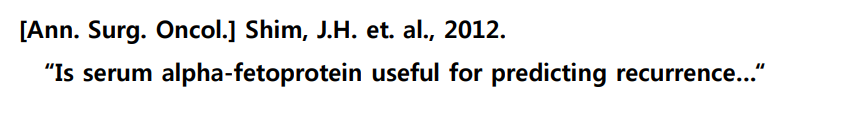 [Ann. Surg. Oncol.] Shim, J.H. et. al., 2012.
“Is serum alpha-fetoprotein useful for predicting recurrence…“